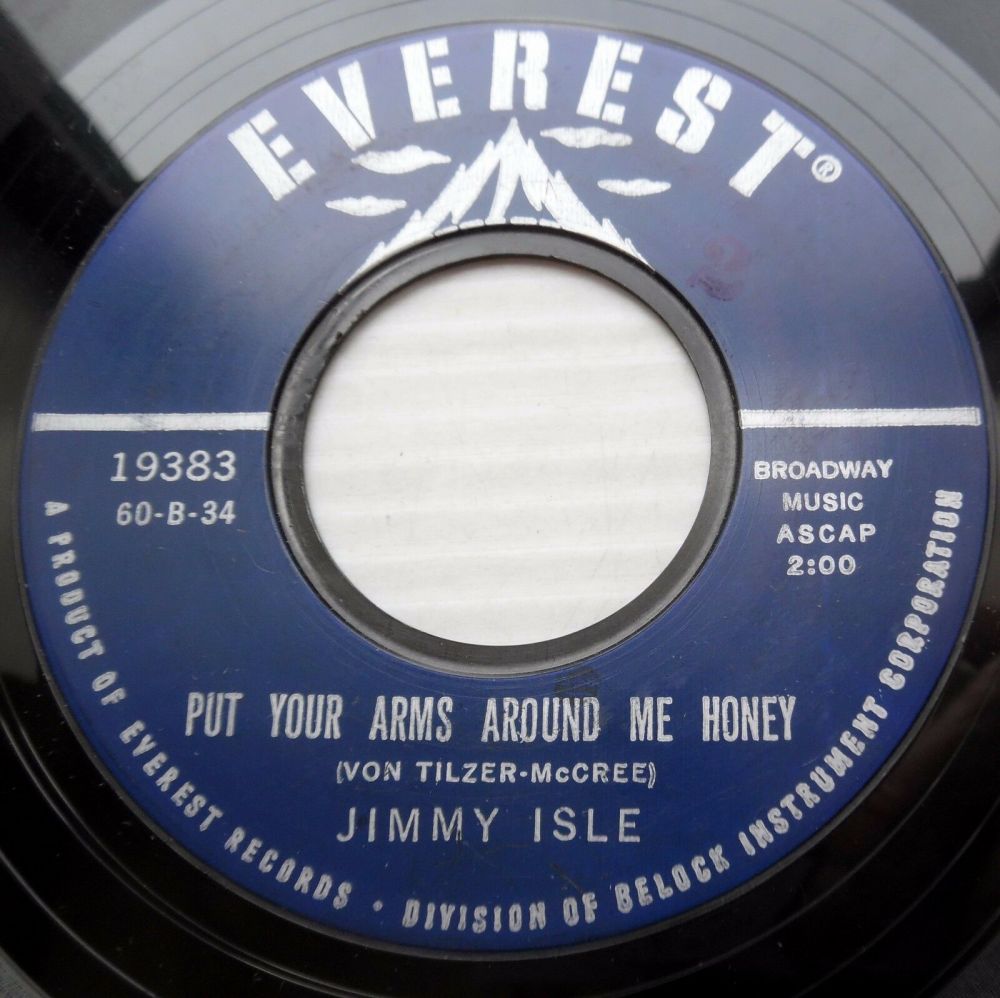 EVEREST®
2
19383
60-B-34
BROADWAY
MUSIC
ASCAP
2:00
PUT YOUR ARMS AROUND ME HONEY
(VON TILZER-McCREE)
JIMMY ISLE
A PRODUCT OF EVEREST RECORDS · DIVISION OF BELOCK INSTRUMENT CORPORATION